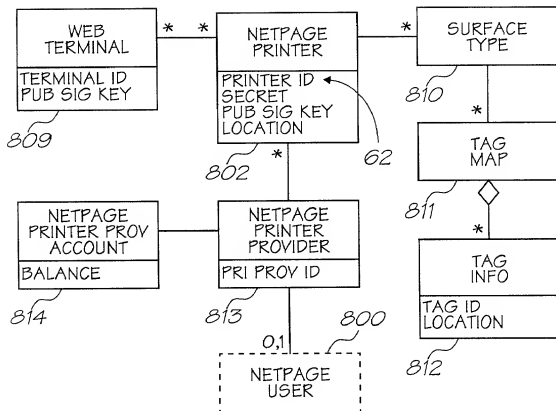 WEB
TERMINAL
TERMINAL ID
PUB SIG KEY
809
*
*
NETPAGE
PRINTER
PRINTER ID
SECRET
PUB SIG KEY
LOCATION
802
62
*
*
SURFACE
TYPE
810
*
TAG
MAP
811
*
TAG
INFO
TAG ID
LOCATION
812
NETPAGE
PRINTER PROV
ACCOUNT
BALANCE
814
NETPAGE
PRINTER
PROVIDER
PRI PROV ID
813
0,1
800
NETPAGE
USER